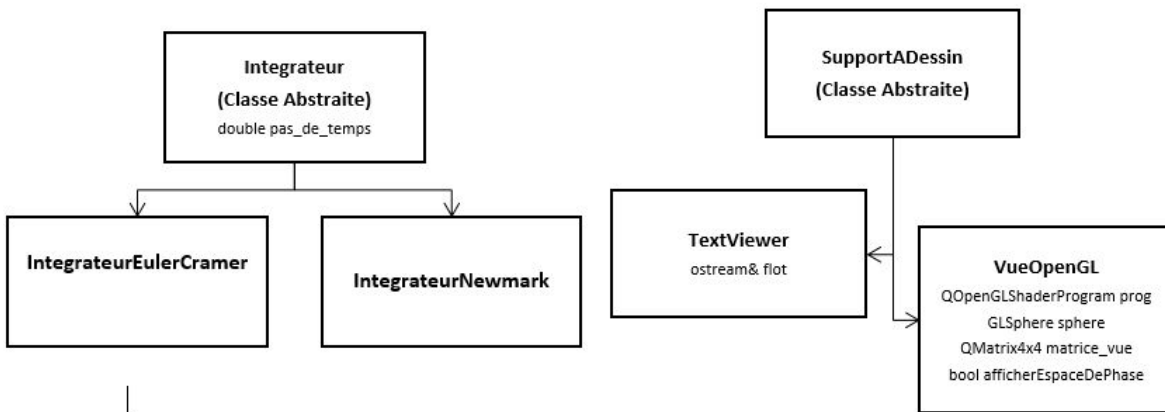 Integrateur
(Classe Abstraite)
double pas_de_temps
SupportADessin
(Classe Abstraite)
IntegrateurEulerCramer
IntegrateurNewmark
TextViewer
ostream& flot
VueOpenGL
QOpenGLShaderProgram prog
GLSphere sphere
QMatrix4x4 matrice_vue
bool afficherEspaceDePhase